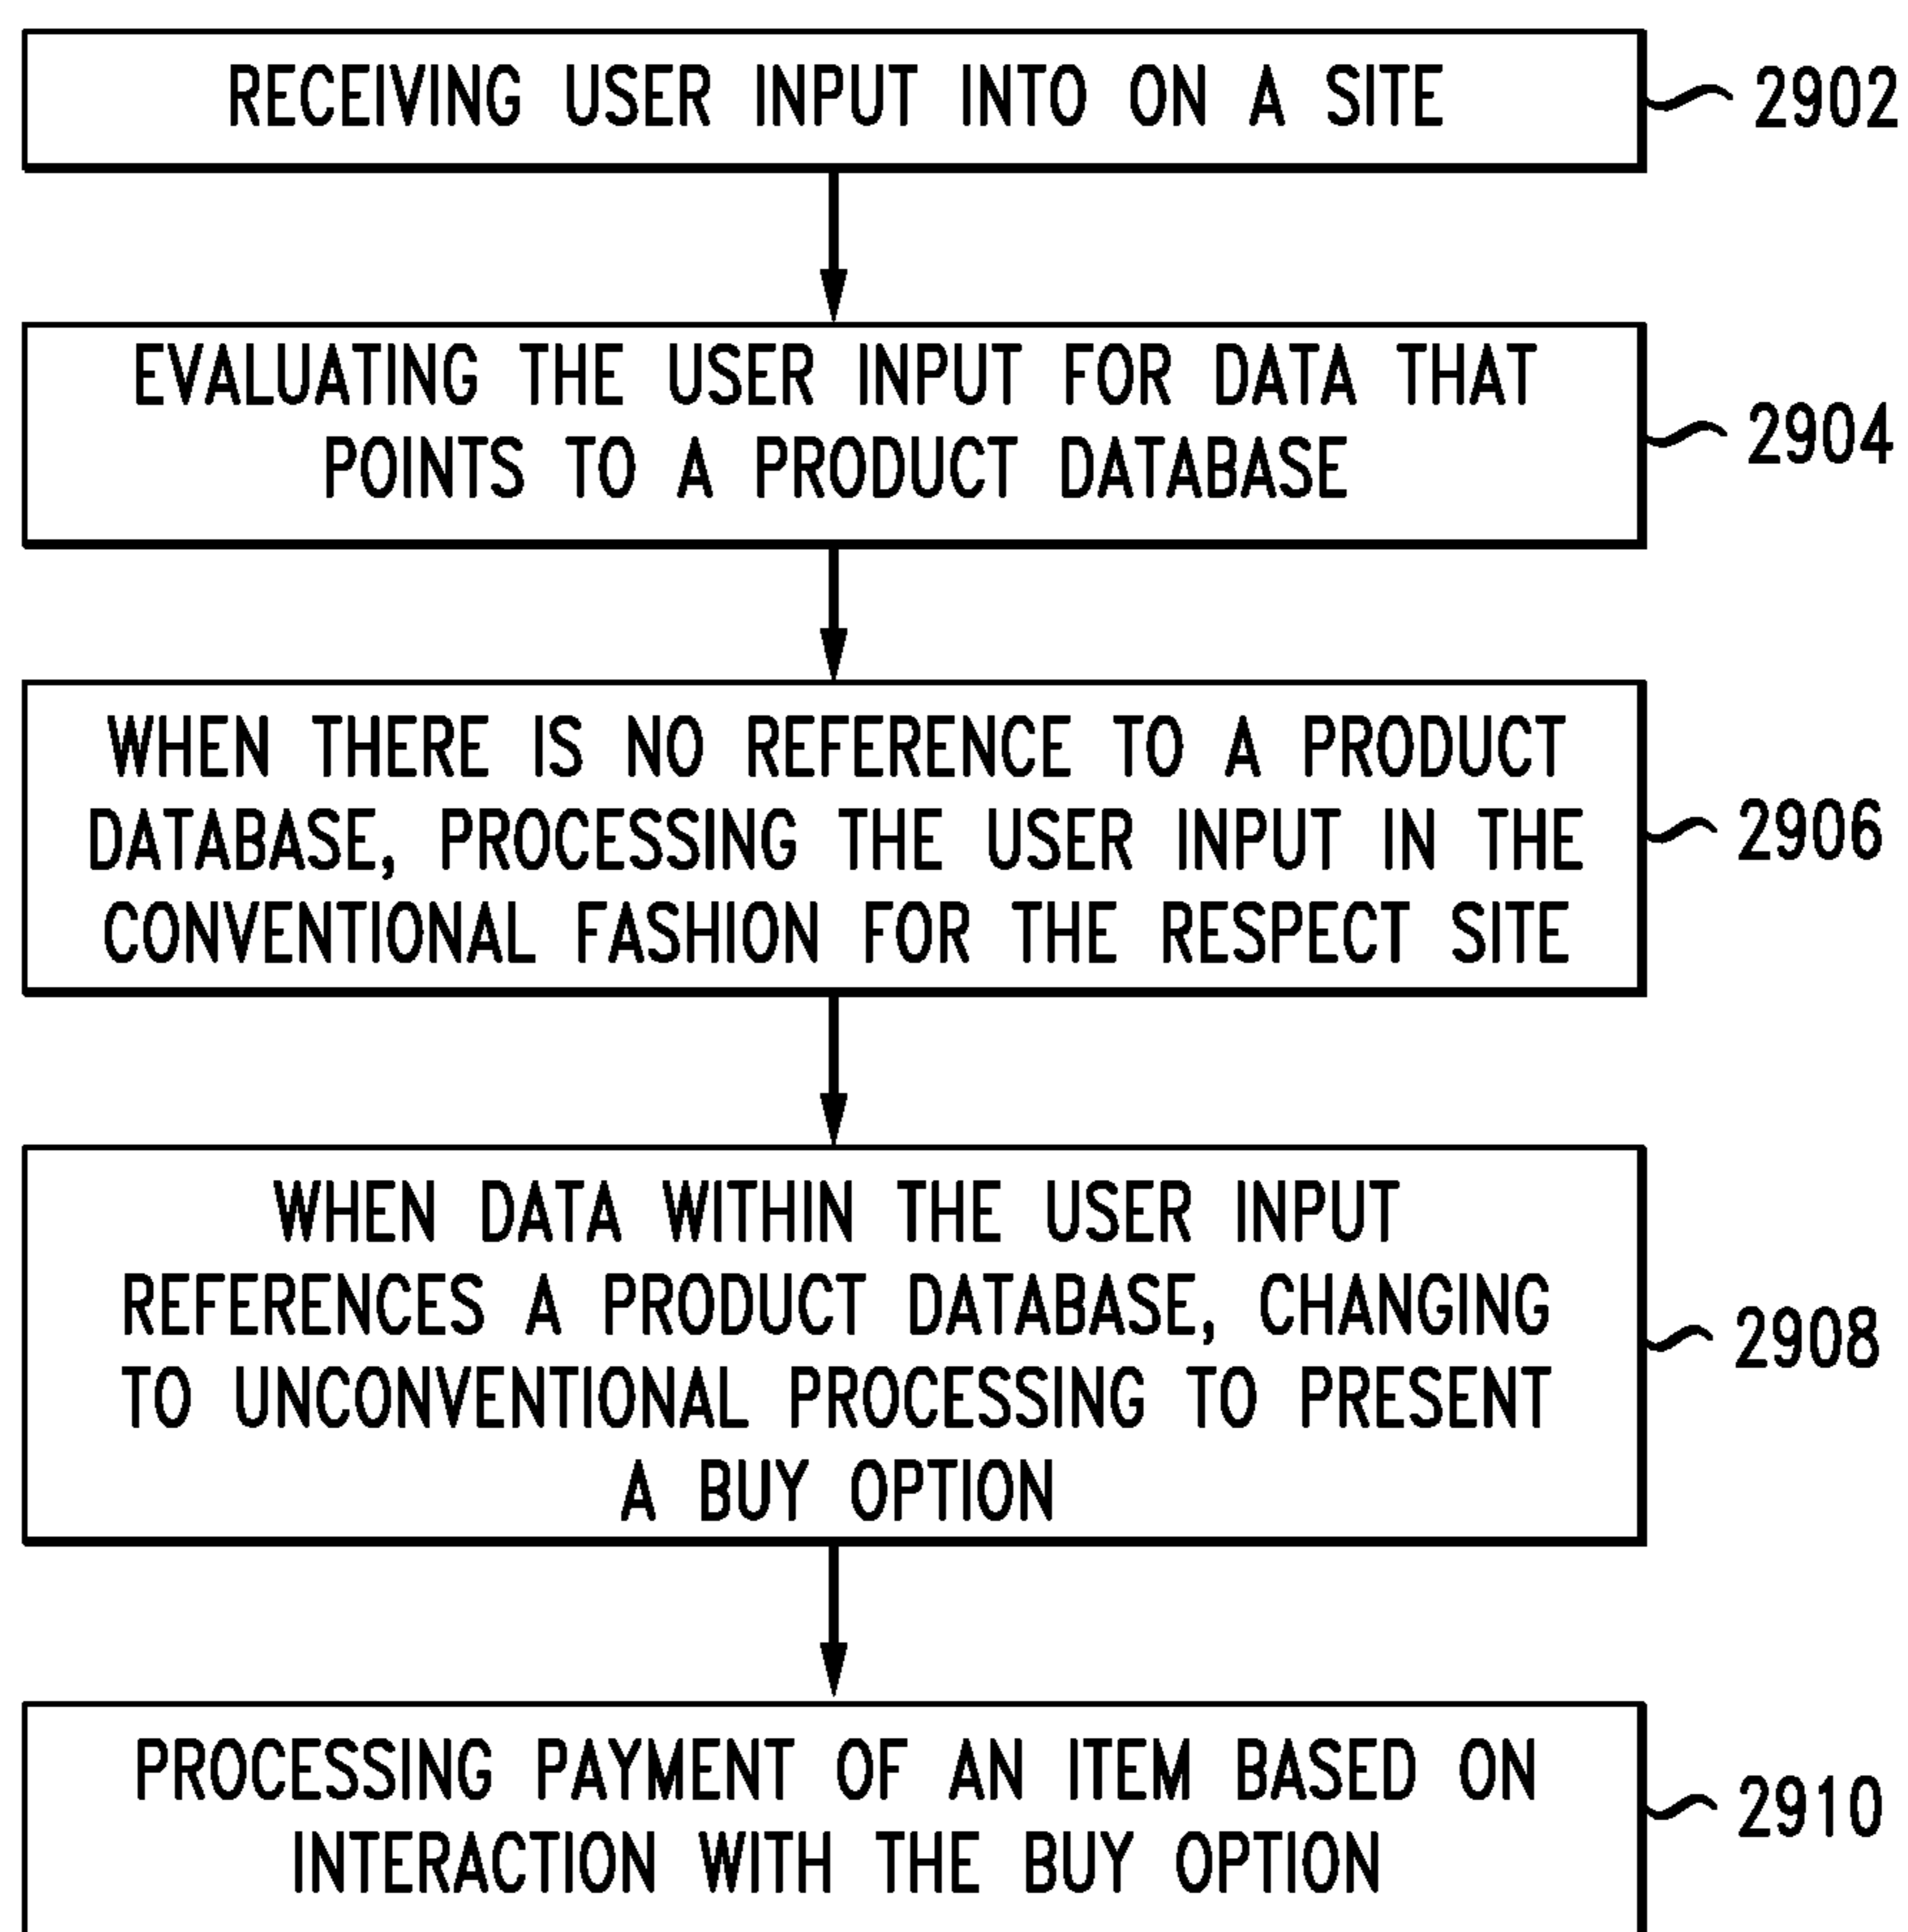 RECEIVING USER INPUT INTO ON A SITE
2902
EVALUATING THE USER INPUT FOR DATA THAT
POINTS TO A PRODUCT DATABASE
2904
WHEN THERE IS NO REFERENCE TO A PRODUCT
DATABASE, PROCESSING THE USER INPUT IN THE
CONVENTIONAL FASHION FOR THE RESPECT SITE
2906
WHEN DATA WITHIN THE USER INPUT
REFERENCES A PRODUCT DATABASE, CHANGING
TO UNCONVENTIONAL PROCESSING TO PRESENT
A BUY OPTION
2908
PROCESSING PAYMENT OF AN ITEM BASED ON
INTERACTION WITH THE BUY OPTION
2910